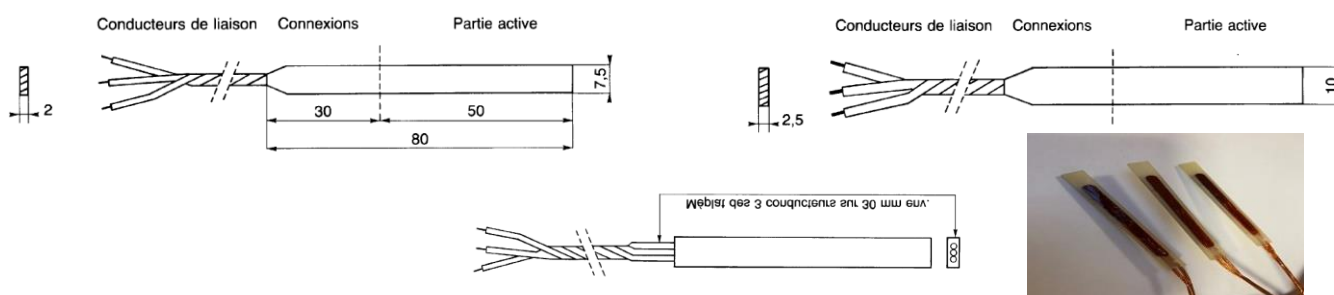 Conducteurs de liaison Connexions Partie active
7,5
2
30 50
80
Conducteurs de liaison Connexions Partie active
10
2,5
Méplat des 3 conducteurs sur 30 mm env.